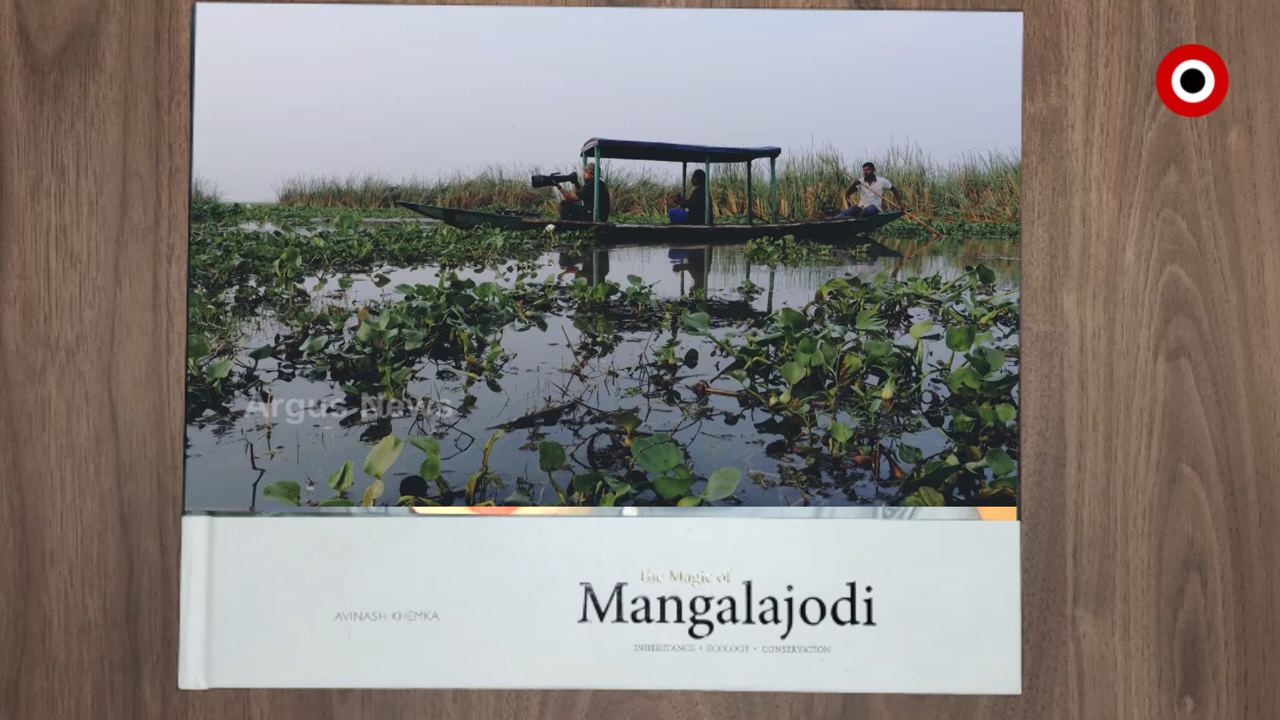 Argus News
The Magic of
Mangalajodi
AVINASH KHEMKA
INHERITANCE • ECOLOGY • CONSERVATION